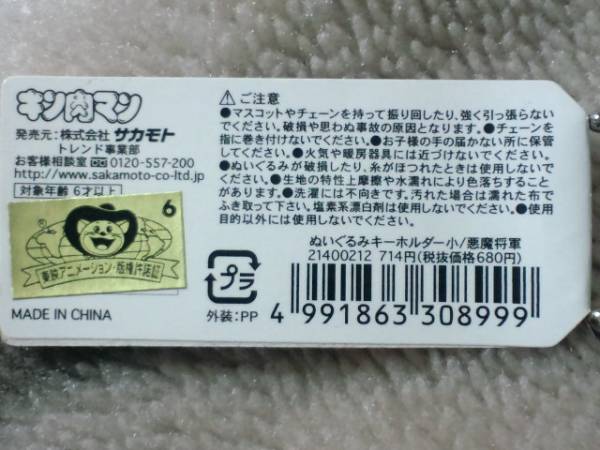 キン肉マン
発売元：株式会社 サカモト
トレンド事業部
お客様相談室 0120-557-200
http://www.sakamoto-co-ltd.jp
対象年齢 6才以上
6
東映アニメーション・版権許諾証
MADE IN CHINA
⚠ご注意
●マスコットやチェーンを持って振り回したり、強く引っ張らない
でください。破損や思わぬ事故の原因となります。●チェーンを
指に巻き付けないでください。●お子様の手の届かない所に保管
してください。●火気や暖房器具には近づけないでください。
●ぬいぐるみが破損したり、糸がほつれたときは使用しないで
ください。●生地の特性上摩擦や水濡れにより色落ちすること
があります。●洗濯には不向きです。汚れた場合は濡れた布で
ふき取って下さい。塩素系漂白剤は使用しないでください。●使用
目的以外には使用しないでください。
ぬいぐるみキーホルダー小/悪魔将軍
21400212 714円(税抜価格680円)
プラ
外装：PP
4 991863 308999